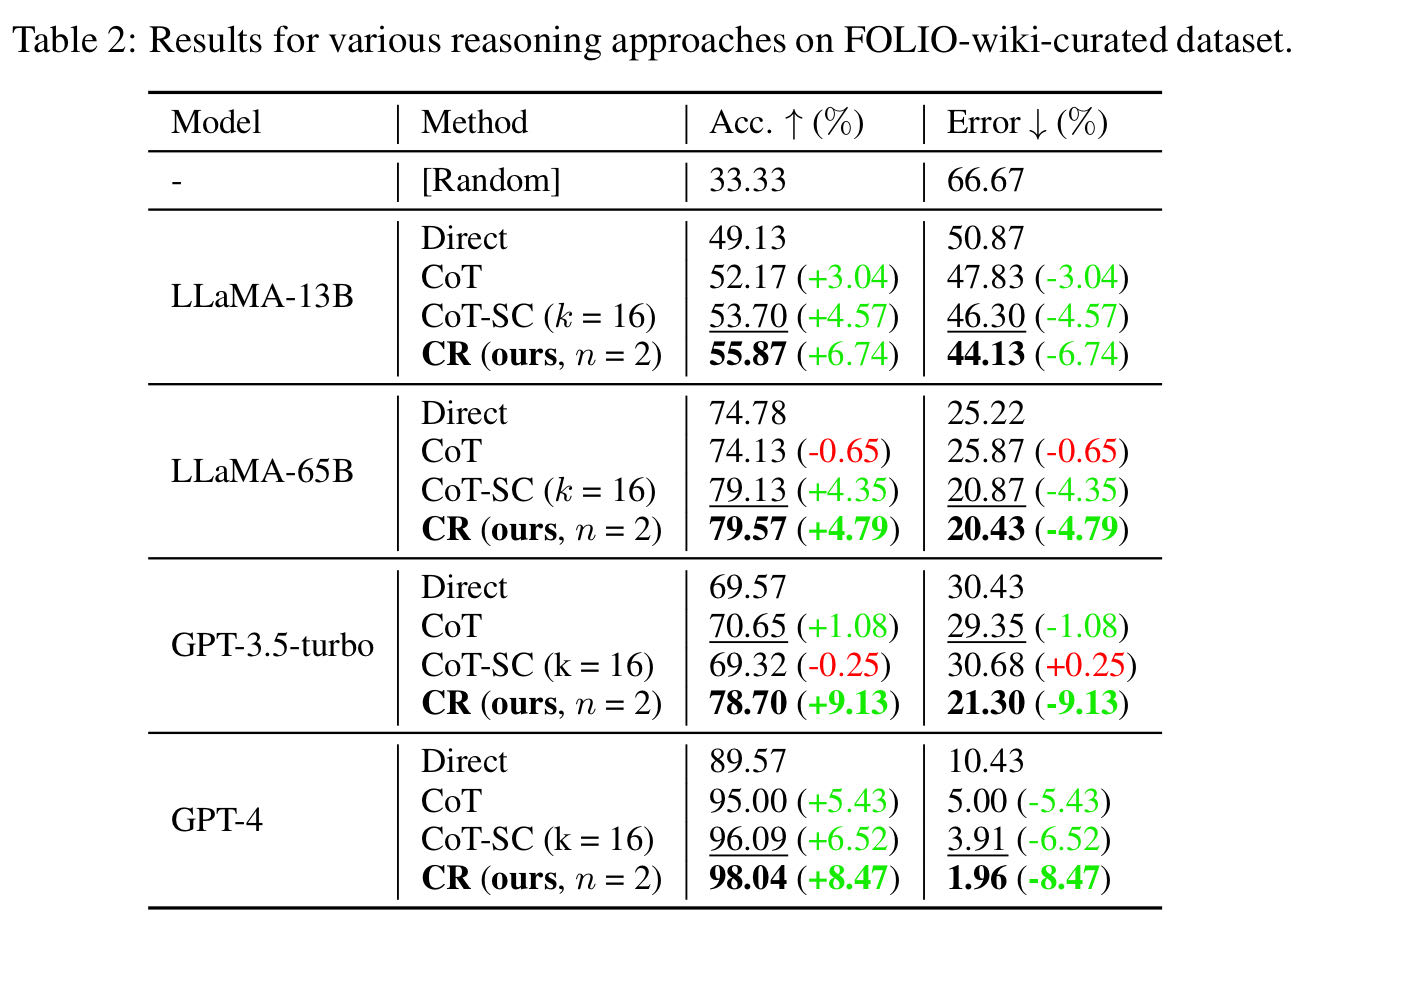 Table 2: Results for various reasoning approaches on FOLIO-wiki-curated dataset.
Model Method Acc. ↑ (%) Error ↓ (%)
- [Random] 33.33 66.67
Direct 49.13 50.87
CoT 52.17 (+3.04) 47.83 (-3.04)
LLaMA-13B
CoT-SC (k = 16) 53.70 (+4.57) 46.30 (-4.57)
CR (ours, n = 2) 55.87 (+6.74) 44.13 (-6.74)
Direct 74.78 25.22
CoT 74.13 (-0.65) 25.87 (-0.65)
LLaMA-65B
CoT-SC (k = 16) 79.13 (+4.35) 20.87 (-4.35)
CR (ours, n = 2) 79.57 (+4.79) 20.43 (-4.79)
Direct 69.57 30.43
CoT 70.65 (+1.08) 29.35 (-1.08)
GPT-3.5-turbo
CoT-SC (k = 16) 69.32 (-0.25) 30.68 (+0.25)
CR (ours, n = 2) 78.70 (+9.13) 21.30 (-9.13)
Direct 89.57 10.43
CoT 95.00 (+5.43) 5.00 (-5.43)
GPT-4
CoT-SC (k = 16) 96.09 (+6.52) 3.91 (-6.52)
CR (ours, n = 2) 98.04 (+8.47) 1.96 (-8.47)